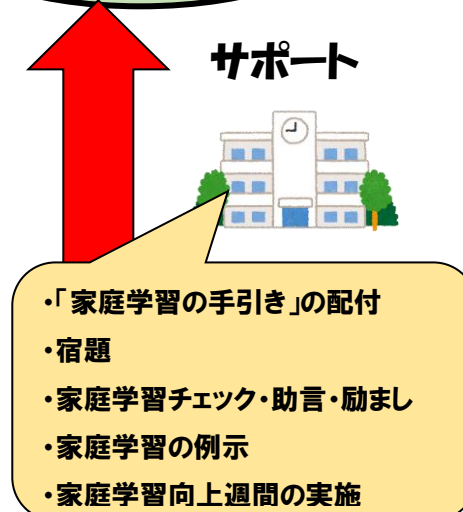 サポート
・「家庭学習の手引き」の配付
・宿題
・家庭学習チェック・助言・励まし
・家庭学習の例示
・家庭学習向上週間の実施